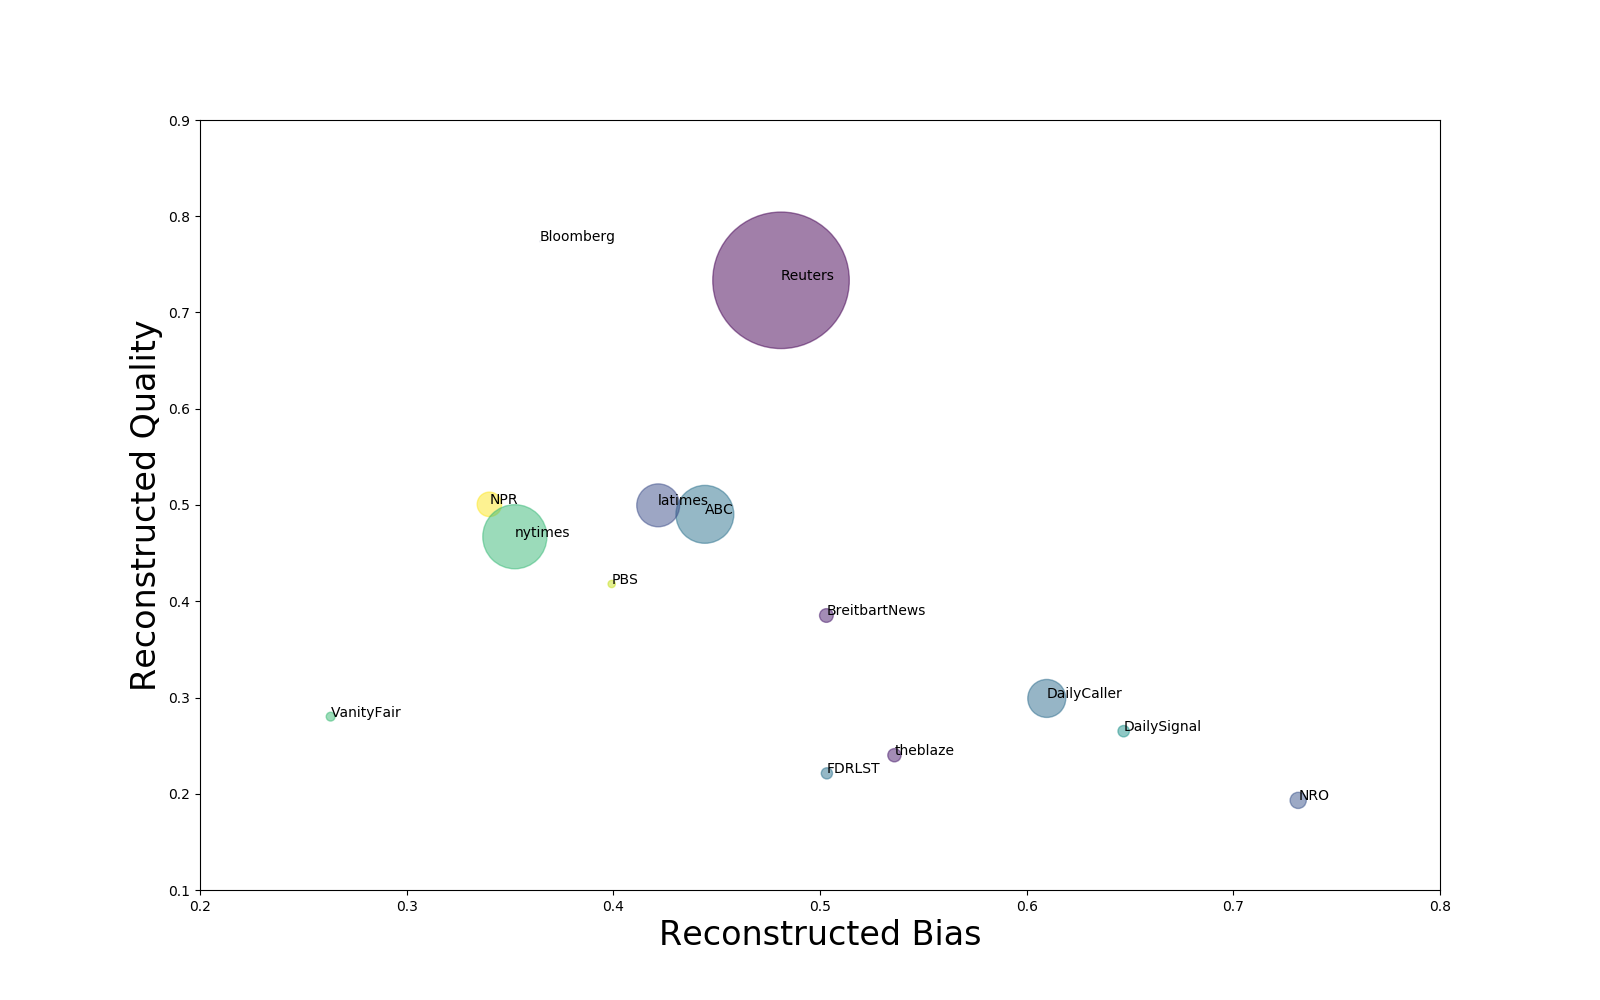 0.9
0.8
0.7
0.6
0.5
0.4
0.3
0.2
0.1
Reconstructed Quality
Bloomberg
Reuters
NPR
latimes
ABC
nytimes
PBS
BreitbartNews
DailyCaller
VanityFair
DailySignal
theblaze
FDRLST
NRO
0.2 0.3 0.4 0.5 0.6 0.7 0.8
Reconstructed Bias